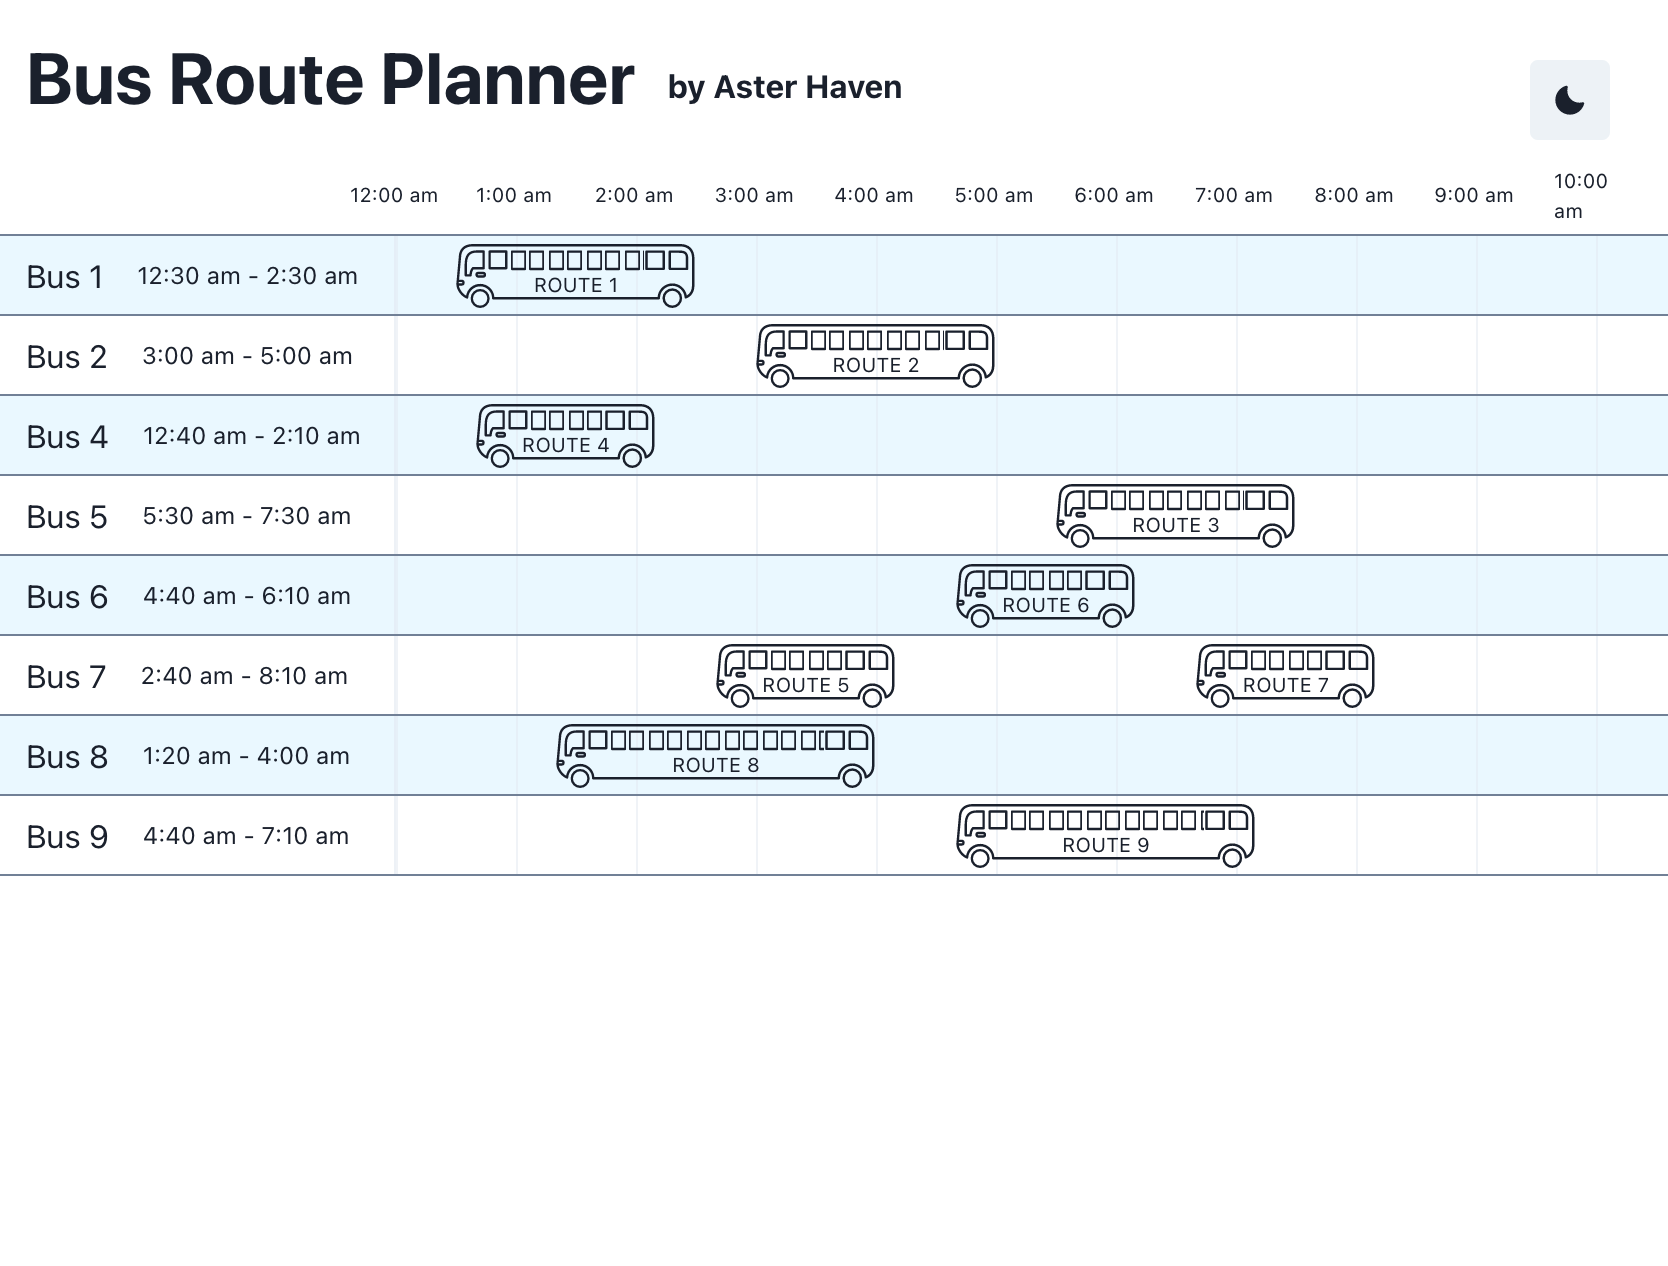 Bus Route Planner by Aster Haven
12:00 am 1:00 am 2:00 am 3:00 am 4:00 am 5:00 am 6:00 am 7:00 am 8:00 am 9:00 am 10:00
am
Bus 1 12:30 am - 2:30 am ROUTE 1
Bus 2 3:00 am - 5:00 am ROUTE 2
Bus 4 12:40 am - 2:10 am ROUTE 4
Bus 5 5:30 am - 7:30 am ROUTE 3
Bus 6 4:40 am - 6:10 am ROUTE 6
Bus 7 2:40 am - 8:10 am ROUTE 5 ROUTE 7
Bus 8 1:20 am - 4:00 am ROUTE 8
Bus 9 4:40 am - 7:10 am ROUTE 9